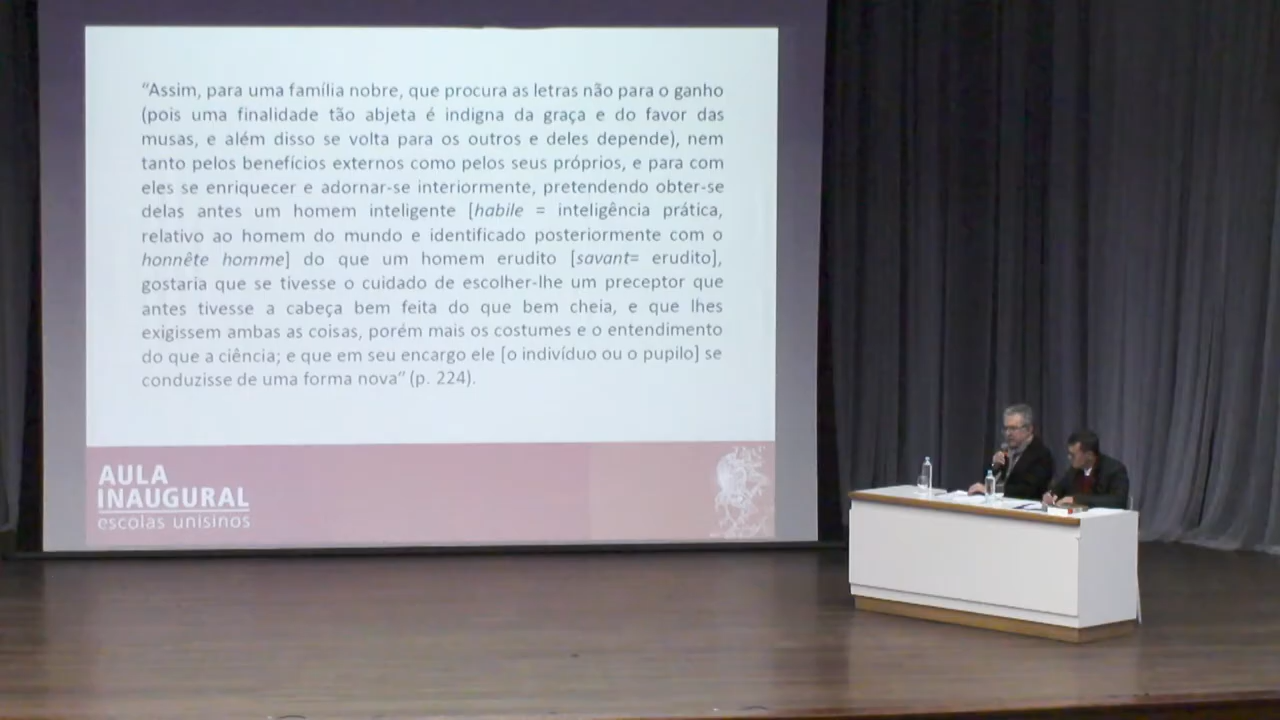 “Assim, para uma família nobre, que procura as letras não para o ganho
(pois uma finalidade tão abjeta é indigna da graça e do favor das
musas, e além disso se volta para os outros e deles depende), nem
tanto pelos benefícios externos como pelos seus próprios, e para com
eles se enriquecer e adornar-se interiormente, pretendendo obter-se
delas antes um homem inteligente [habile = inteligência prática,
relativo ao homem do mundo e identificado posteriormente com o
honnête homme] do que um homem erudito [savant= erudito],
gostaria que se tivesse o cuidado de escolher-lhe um preceptor que
antes tivesse a cabeça bem feita do que bem cheia, e que lhes
exigissem ambas as coisas, porém mais os costumes e o entendimento
do que a ciência; e que em seu encargo ele [o indivíduo ou o pupilo] se
conduzisse de uma forma nova” (p. 224).
AULA
INAUGURAL
escolas unisinos